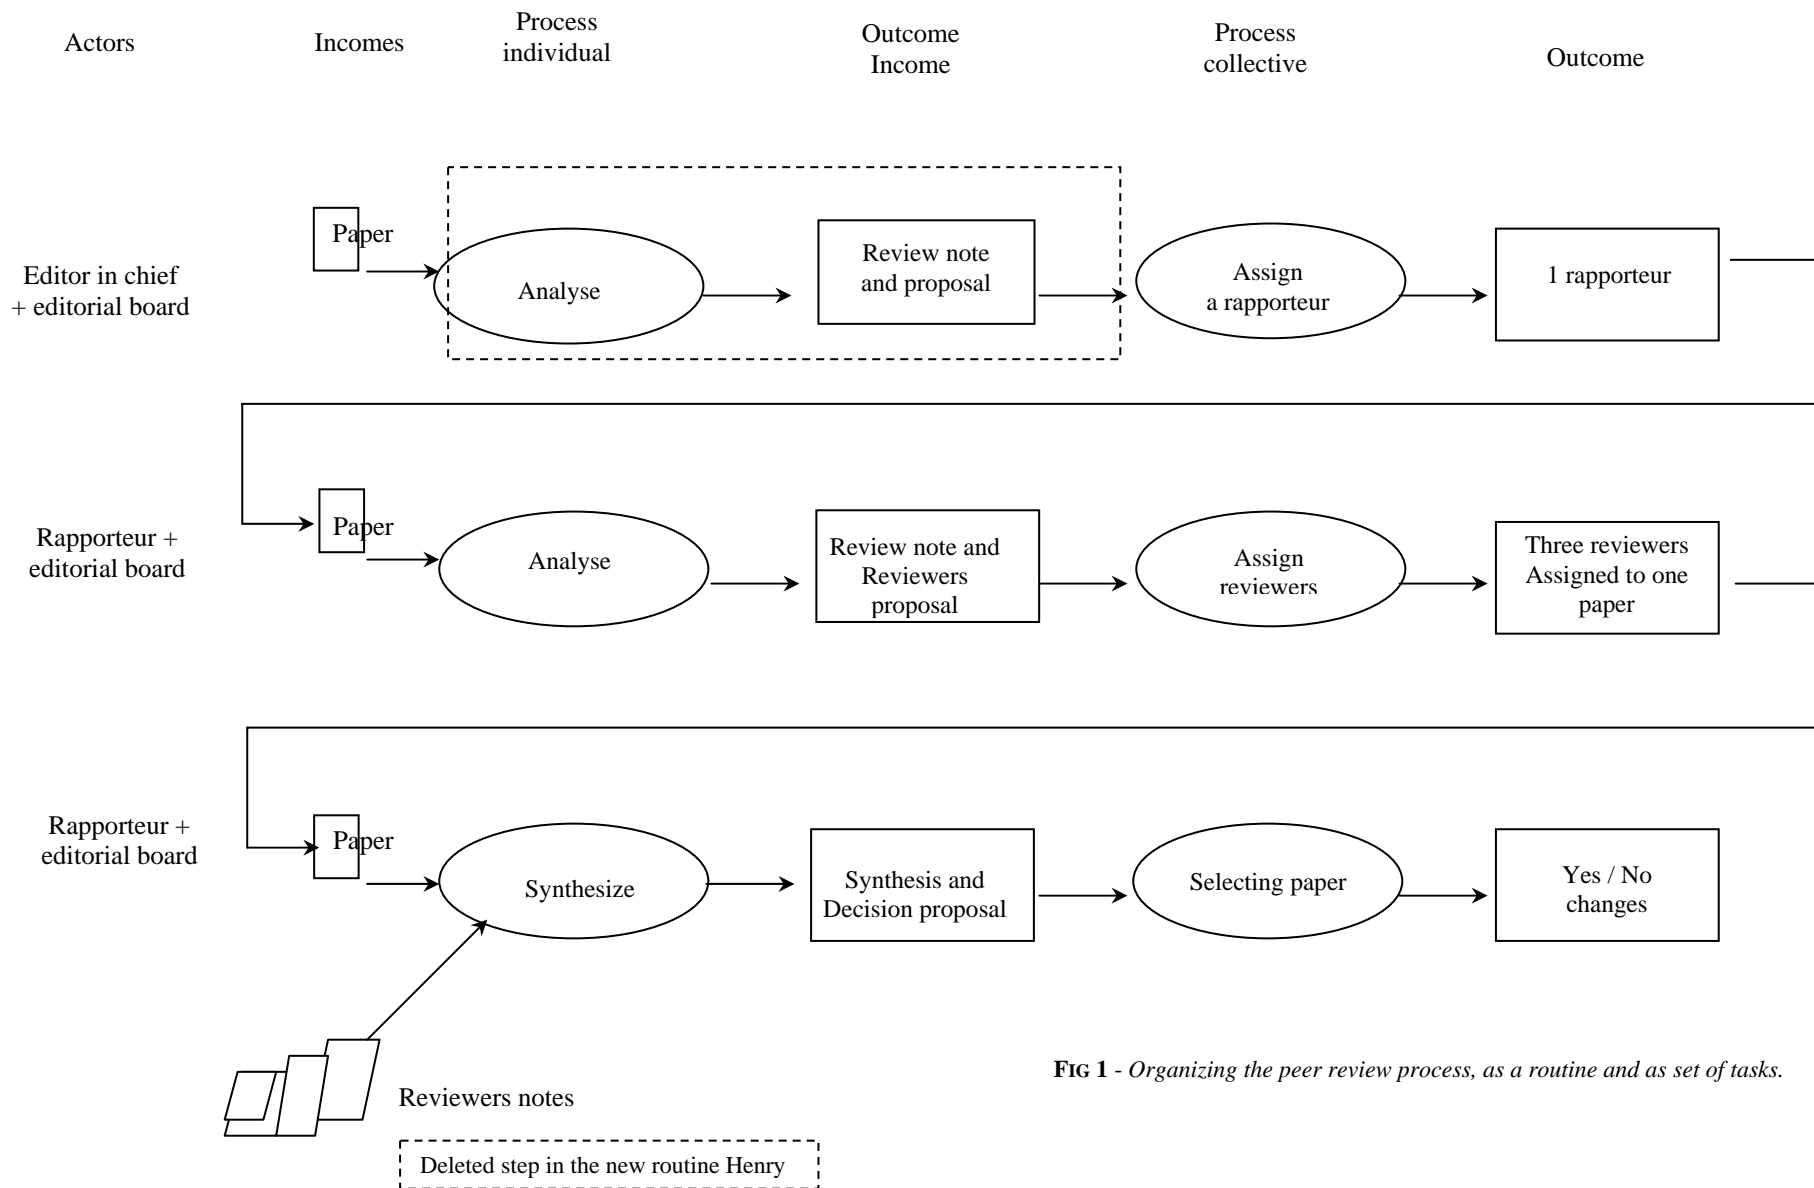 Actors
Incomes
Process
individual
Outcome
Income
Process
collective
Outcome
Editor in chief
+ editorial board
Paper
Analyse
Review note
and proposal
Assign
a rapporteur
1 rapporteur
Rapporteur +
editorial board
Paper
Analyse
Review note and
Reviewers
proposal
Assign
reviewers
Three reviewers
Assigned to one
paper
Rapporteur +
editorial board
Paper
Synthesize
Synthesis and
Decision proposal
Selecting paper
Yes / No
changes
Reviewers notes
FIG 1 - Organizing the peer review process, as a routine and as set of tasks.
Deleted step in the new routine Henry